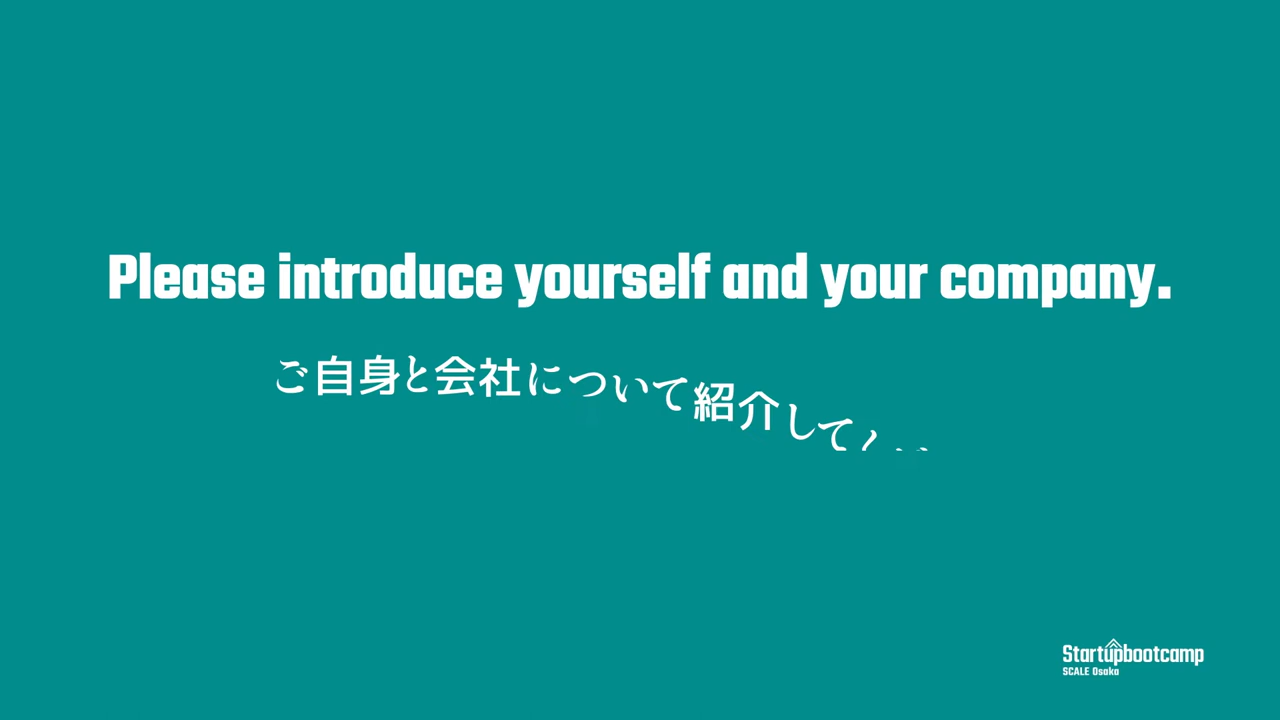 Please introduce yourself and your company.
ご自身と会社について紹介して
Startupbootcamp
SCALE Osaka